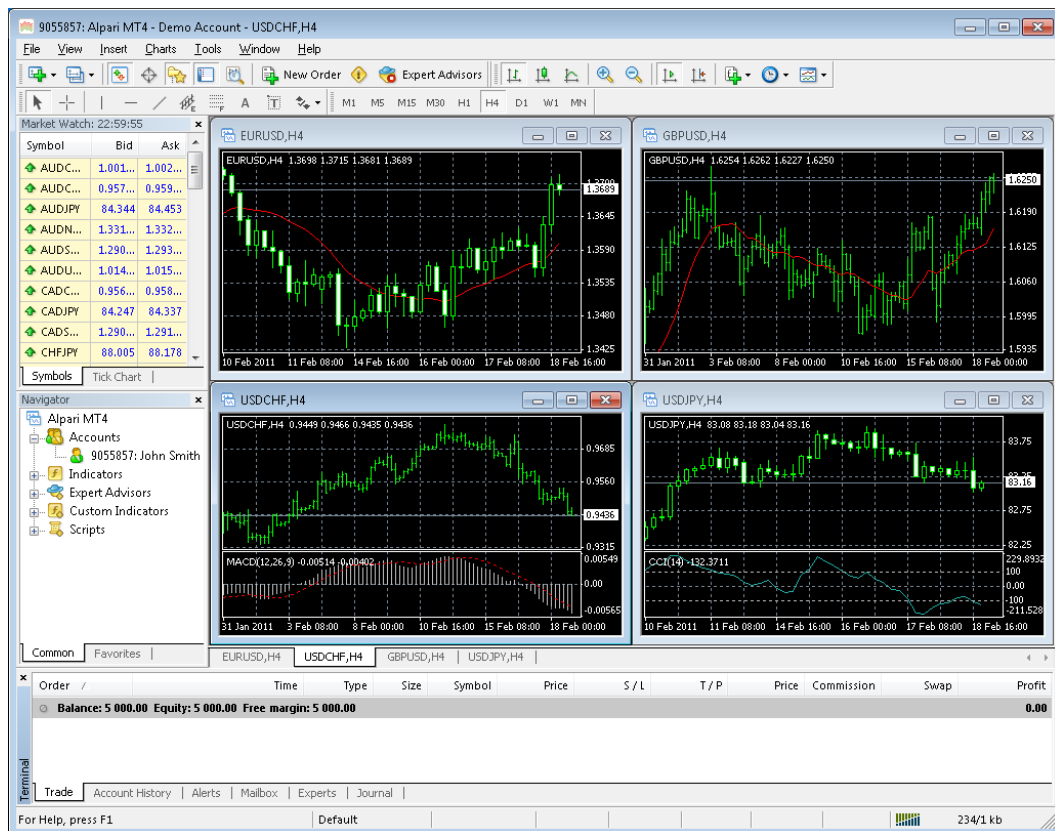 9055857: Alpari MT4 - Demo Account - USDCHF,H4
File View Insert Charts Tools Window Help
New Order Expert Advisors
A T M1 M5 M15 M30 H1 H4 D1 W1 MN
Market Watch: 22:59:55
Symbol Bid Ask
AUDC... 1.001... 1.002...
AUDC... 0.957... 0.959...
AUDJPY 84.344 84.453
AUDN... 1.331... 1.332...
AUDS... 1.290... 1.293...
AUDU... 1.014... 1.015...
CADC... 0.956... 0.958...
CADJPY 84.247 84.337
CADS... 1.290... 1.291...
CHFJPY 88.005 88.178
Symbols Tick Chart
Navigator
Alpari MT4
Accounts
9055857: John Smith
Indicators
Expert Advisors
Custom Indicators
Scripts
Common Favorites
EURUSD,H4
EURUSD,H4 1.3698 1.3715 1.3681 1.3689
1.3689
1.3645
1.3590
1.3535
1.3480
1.3425
10 Feb 2011 11 Feb 08:00 14 Feb 16:00 16 Feb 00:00 17 Feb 08:00 18 Feb 16:00
GBPUSD,H4
GBPUSD,H4 1.6254 1.6262 1.6227 1.6250
1.6250
1.6190
1.6125
1.6060
1.5995
1.5935
31 Jan 2011 3 Feb 08:00 8 Feb 00:00 10 Feb 16:00 15 Feb 08:00 18 Feb 00:00
USDCHF,H4
USDCHF,H4 0.9449 0.9466 0.9435 0.9436
0.9685
0.9560
0.9436
0.9315
MACD(12,26,9) -0.00514 -0.00402
0.00549
0.00
-0.00565
31 Jan 2011 3 Feb 08:00 8 Feb 00:00 10 Feb 16:00 15 Feb 08:00 18 Feb 00:00
USDJPY,H4
USDJPY,H4 83.08 83.18 83.04 83.16
83.75
83.16
82.75
82.25
CCI(14) -132.3711
229.8932
100
0.00
-100
-211.528
10 Feb 2011 11 Feb 08:00 14 Feb 16:00 16 Feb 00:00 17 Feb 08:00 18 Feb 16:00
EURUSD,H4 USDCHF,H4 GBPUSD,H4 USDJPY,H4
Order / Time Type Size Symbol Price S / L T / P Price Commission Swap Profit
Balance: 5 000.00 Equity: 5 000.00 Free margin: 5 000.00 0.00
Terminal
Trade Account History Alerts Mailbox Experts Journal
For Help, press F1 Default 234/1 kb